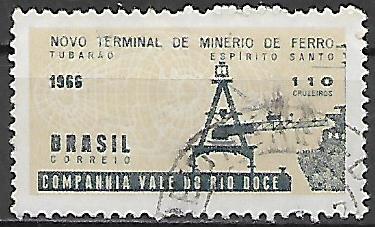 NOVO TERMINAL DE MINÉRIO DE FERRO
TUBARÃO ESPÍRITO SANTO
1966 110
CRUZEIROS
BRASIL
CORREIO
COMPANHIA VALE DO RIO DOCE